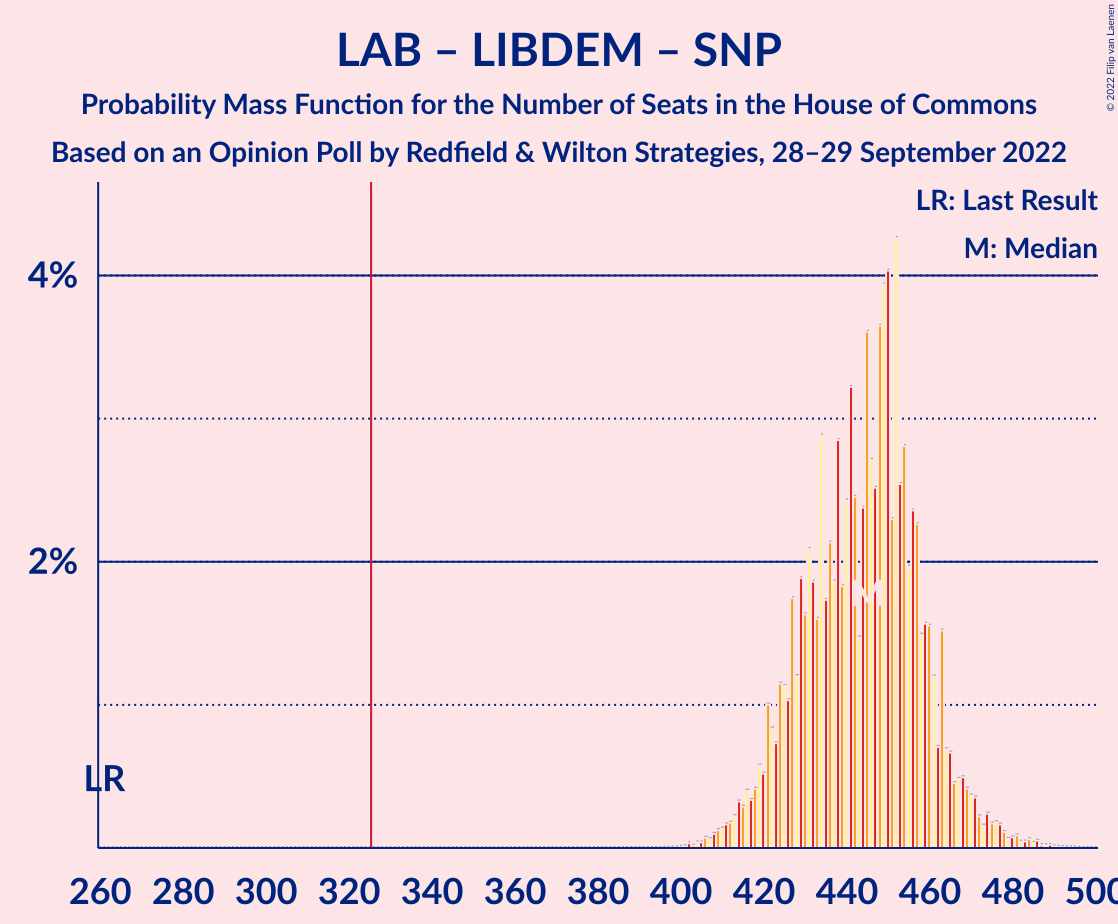 LAB – LIBDEM – SNP
Probability Mass Function for the Number of Seats in the House of Commons
Based on an Opinion Poll by Redfield & Wilton Strategies, 28–29 September 2022
© 2022 Filip van Laenen
LR: Last Result
M: Median
4%
2%
M
LR
260 280 300 320 340 360 380 400 420 440 460 480 500